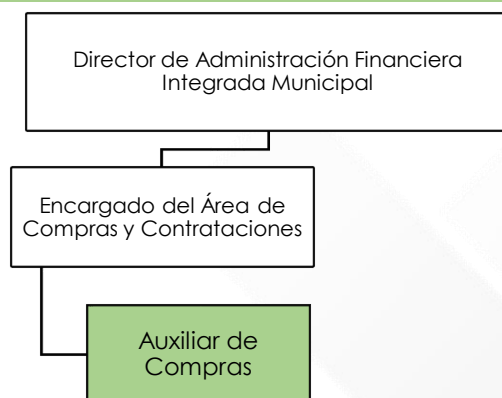 Director de Administración Financiera
Integrada Municipal
Encargado del Área de
Compras y Contrataciones
Auxiliar de
Compras